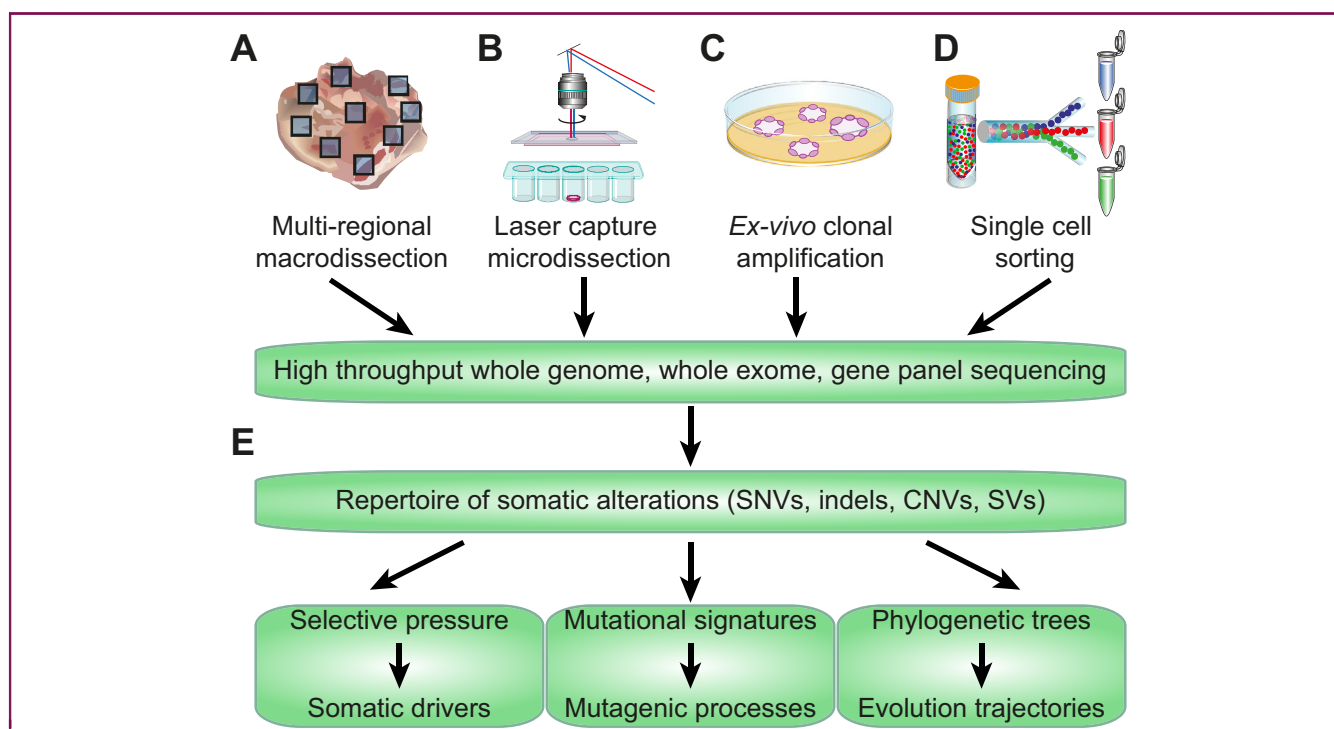 A
B
C
D
Multi-regional
macrodissection
Laser capture
microdissection
Ex-vivo clonal
amplification
Single cell
sorting
High throughput whole genome, whole exome, gene panel sequencing
E
Repertoire of somatic alterations (SNVs, indels, CNVs, SVs)
Selective pressure
Somatic drivers
Mutational signatures
Mutagenic processes
Phylogenetic trees
Evolution trajectories